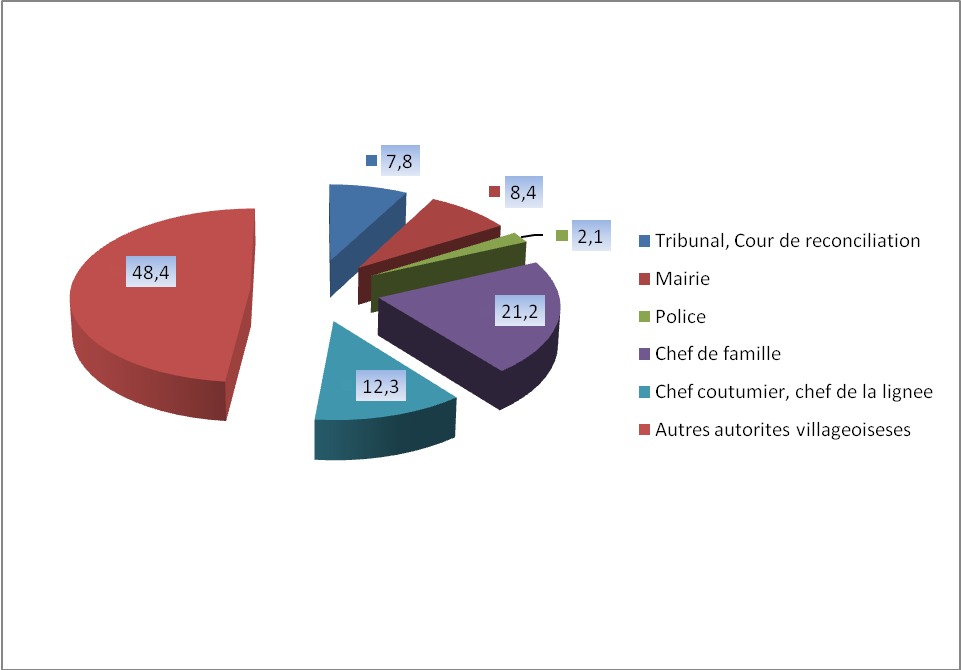 7,8
8,4
2,1
48,4
21,2
12,3
Tribunal, Cour de reconciliation
Mairie
Police
Chef de famille
Chef coutumier, chef de la lignee
Autres autorites villageoiseses